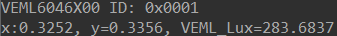 VEML6046X00 ID: 0x0001
x:0.3252, y=0.3356, VEML_Lux=283.6837